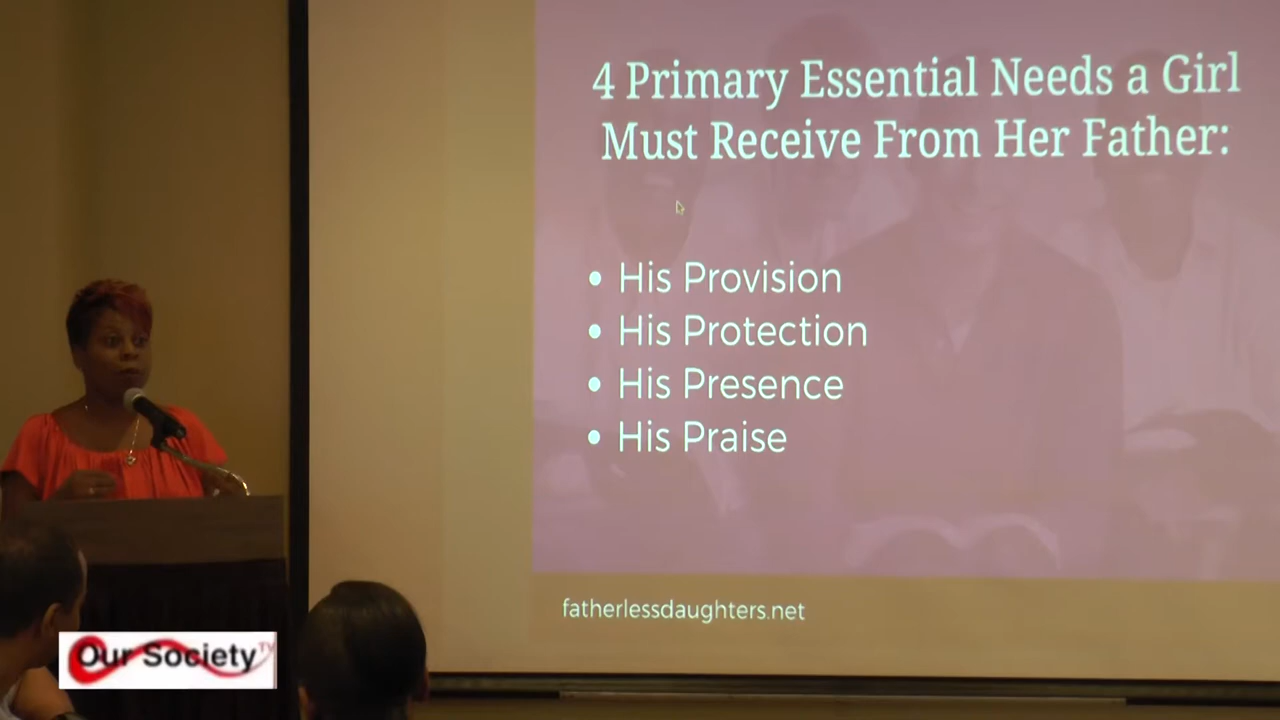 4 Primary Essential Needs a Girl
Must Receive From Her Father:
• His Provision
• His Protection
• His Presence
• His Praise
fatherlessdaughters.net
Our Society TV